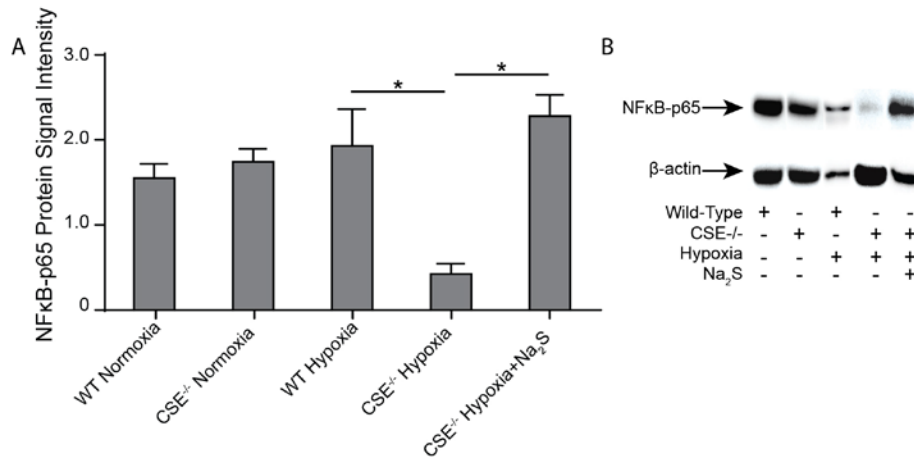 A
NFκB-p65 Protein Signal Intensity
3.0
2.0
1.0
0
*
*
WT Normoxia
CSE-/- Normoxia
WT Hypoxia
CSE-/- Hypoxia
CSE-/- Hypoxia+Na₂S
B
NFκB-p65
β-actin
Wild-Type + - + - -
CSE-/- - + - + +
Hypoxia - - + + +
Na₂S - - - - +